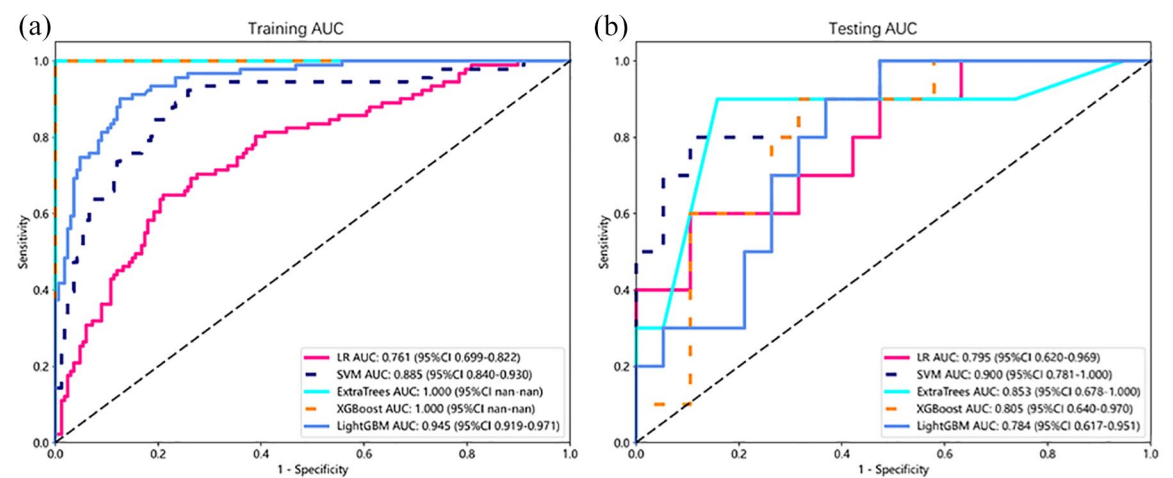 (a)
Training AUC
1.0
0.8
0.6
0.4
0.2
0.0
Sensitivity
0.0 0.2 0.4 0.6 0.8 1.0
1 - Specificity
LR AUC: 0.761 (95%CI 0.699-0.822)
SVM AUC: 0.885 (95%CI 0.840-0.930)
ExtraTrees AUC: 1.000 (95%CI nan-nan)
XGBoost AUC: 1.000 (95%CI nan-nan)
LightGBM AUC: 0.945 (95%CI 0.919-0.971)
(b)
Testing AUC
1.0
0.8
0.6
0.4
0.2
0.0
Sensitivity
0.0 0.2 0.4 0.6 0.8 1.0
1 - Specificity
LR AUC: 0.795 (95%CI 0.620-0.969)
SVM AUC: 0.900 (95%CI 0.781-1.000)
ExtraTrees AUC: 0.853 (95%CI 0.678-1.000)
XGBoost AUC: 0.805 (95%CI 0.640-0.970)
LightGBM AUC: 0.784 (95%CI 0.617-0.951)